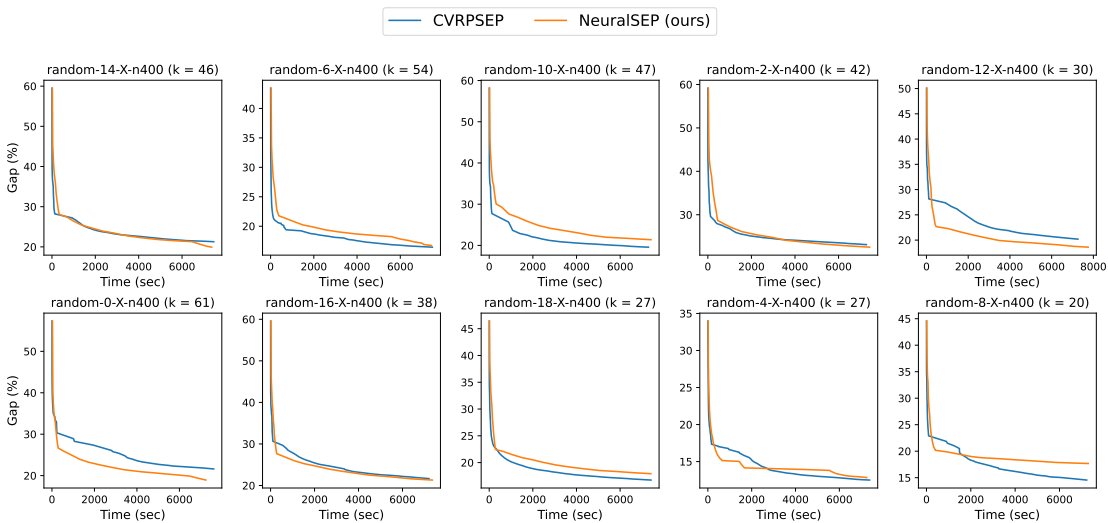 CVRPSEP NeuralSEP (ours)
random-14-X-n400 (k = 46) random-6-X-n400 (k = 54) random-10-X-n400 (k = 47) random-2-X-n400 (k = 42) random-12-X-n400 (k = 30)
Gap (%)
60 50 40 30 20
0 2000 4000 6000
40 35 30 25 20
0 2000 4000 6000
60 50 40 30 20
0 2000 4000 6000
60 50 40 30
0 2000 4000 6000
50 45 40 35 30 25 20
0 2000 4000 6000 8000
Time (sec) Time (sec) Time (sec) Time (sec) Time (sec)
random-0-X-n400 (k = 61) random-16-X-n400 (k = 38) random-18-X-n400 (k = 27) random-4-X-n400 (k = 27) random-8-X-n400 (k = 20)
Gap (%)
50 40 30 20
0 2000 4000 6000
60 50 40 30 20
0 2000 4000 6000
45 40 35 30 25 20
0 2000 4000 6000
35 30 25 20 15
0 2000 4000 6000
45 40 35 30 25 20 15
0 2000 4000 6000
Time (sec) Time (sec) Time (sec) Time (sec) Time (sec)